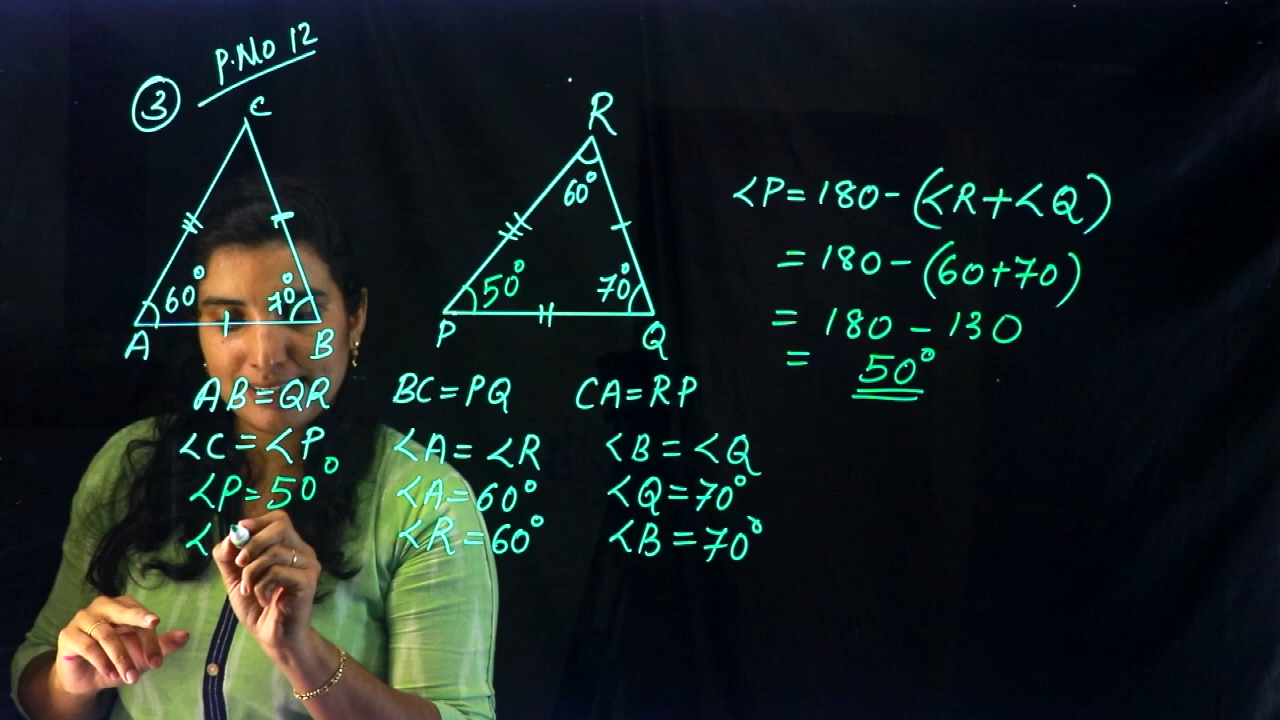 P.No 12
3
C
60° 70°
A B
R
60°
50° 70°
P Q
∠P = 180 - (∠R + ∠Q)
= 180 - (60+70)
= 180 - 130
= 50°
AB = QR BC = PQ CA = RP
∠C = ∠P ∠A = ∠R ∠B = ∠Q
∠P = 50° ∠A = 60° ∠Q = 70°
∠ ∠R = 60° ∠B = 70°